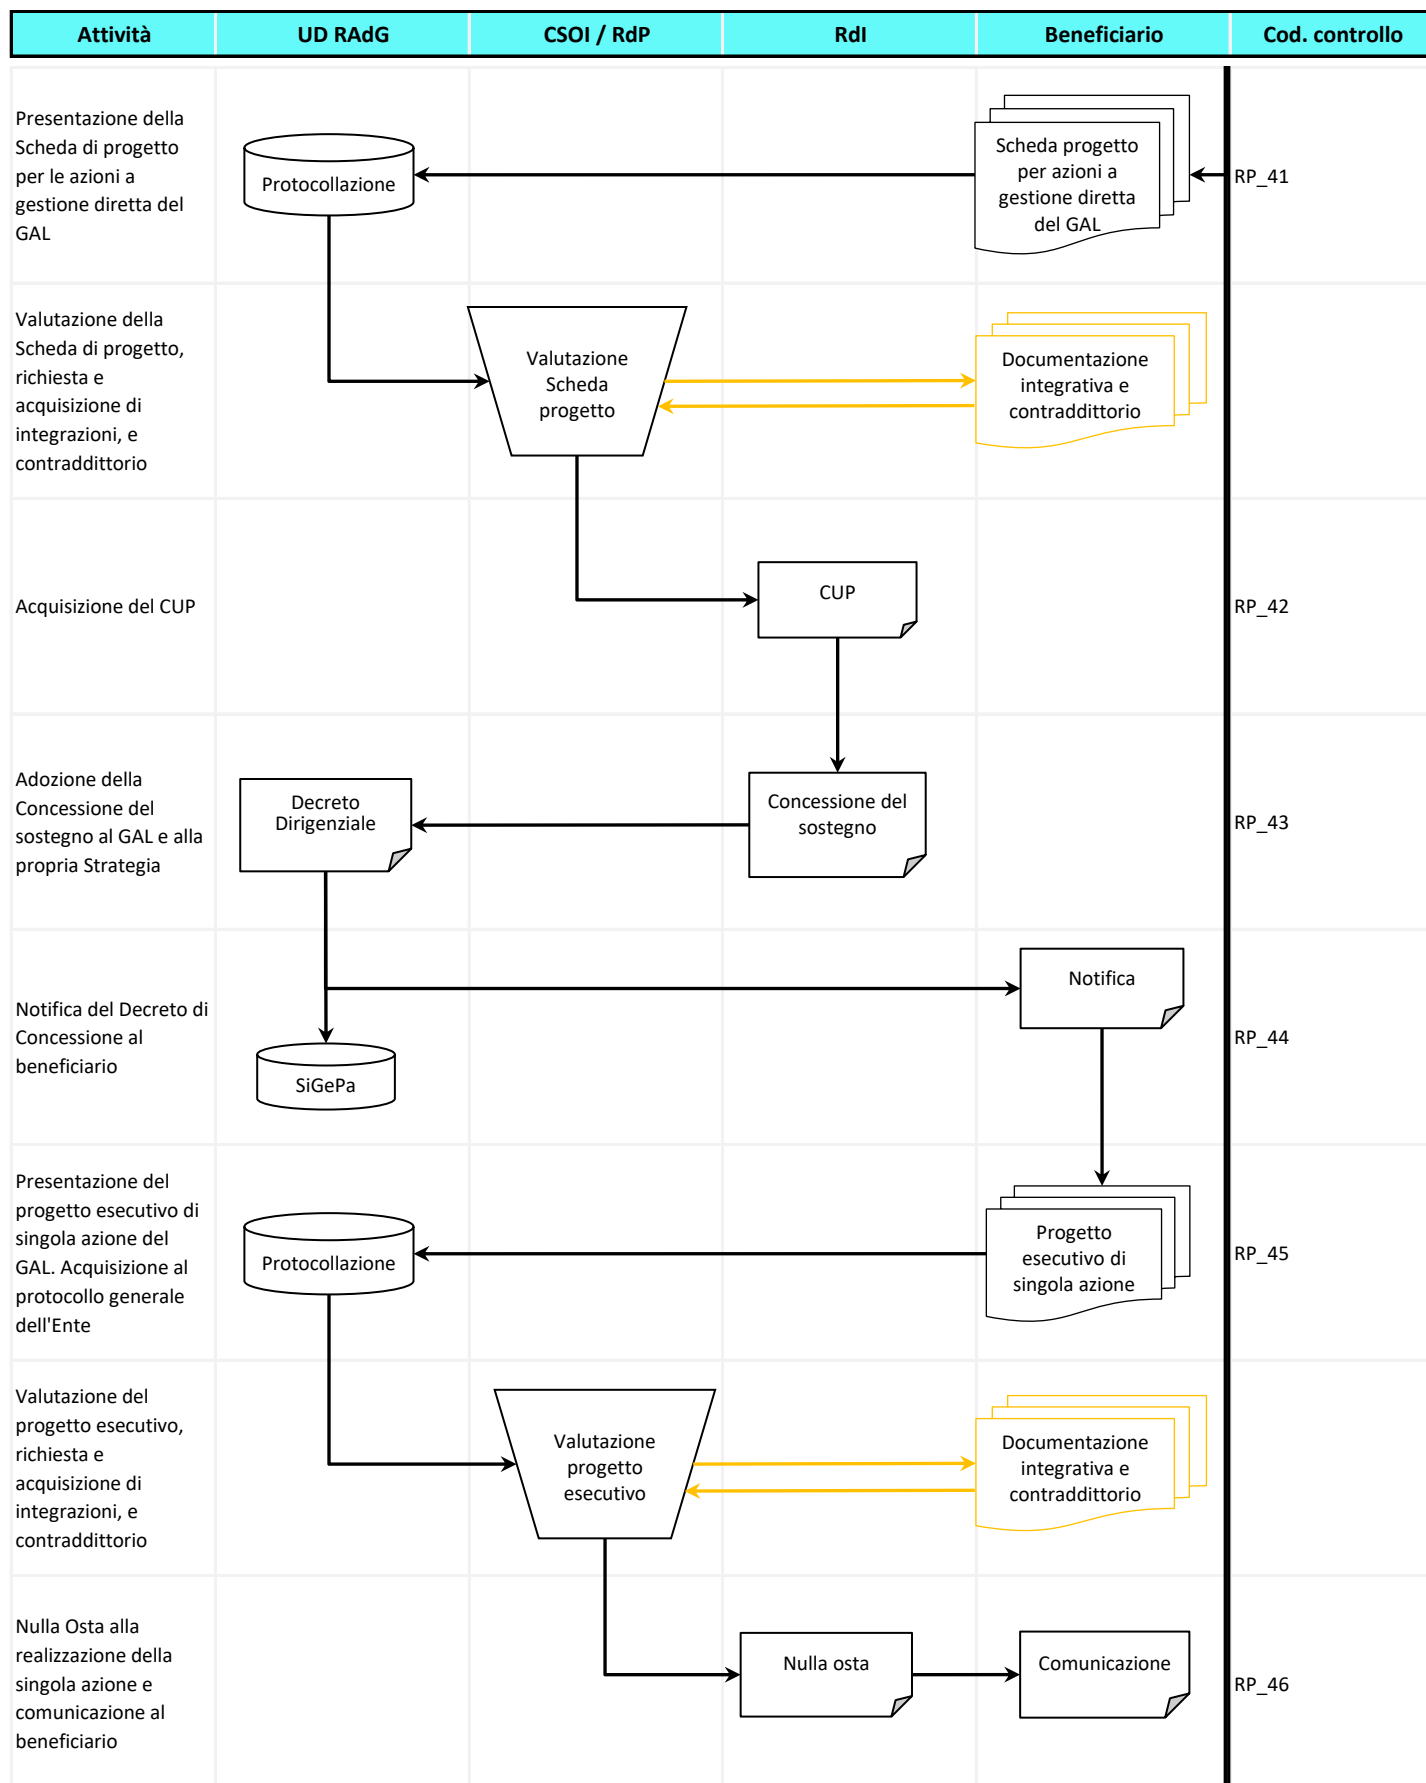 Attività
UD RAdG
CSOI / RdP
RdI
Beneficiario
Cod. controllo
Presentazione della
Scheda di progetto
per le azioni a
gestione diretta del
GAL
Protocollazione
Scheda progetto
per azioni a
gestione diretta
del GAL
RP_41
Valutazione della
Scheda di progetto,
richiesta e
acquisizione di
integrazioni, e
contraddittorio
Valutazione
Scheda
progetto
Documentazione
integrativa e
contraddittorio
Acquisizione del CUP
CUP
RP_42
Adozione della
Concessione del
sostegno al GAL e alla
propria Strategia
Decreto
Dirigenziale
Concessione del
sostegno
RP_43
Notifica del Decreto di
Concessione al
beneficiario
SiGePa
Notifica
RP_44
Presentazione del
progetto esecutivo di
singola azione del
GAL. Acquisizione al
protocollo generale
dell'Ente
Protocollazione
Progetto
esecutivo di
singola azione
RP_45
Valutazione del
progetto esecutivo,
richiesta e
acquisizione di
integrazioni, e
contraddittorio
Valutazione
progetto
esecutivo
Documentazione
integrativa e
contraddittorio
Nulla Osta alla
realizzazione della
singola azione e
comunicazione al
beneficiario
Nulla osta
Comunicazione
RP_46